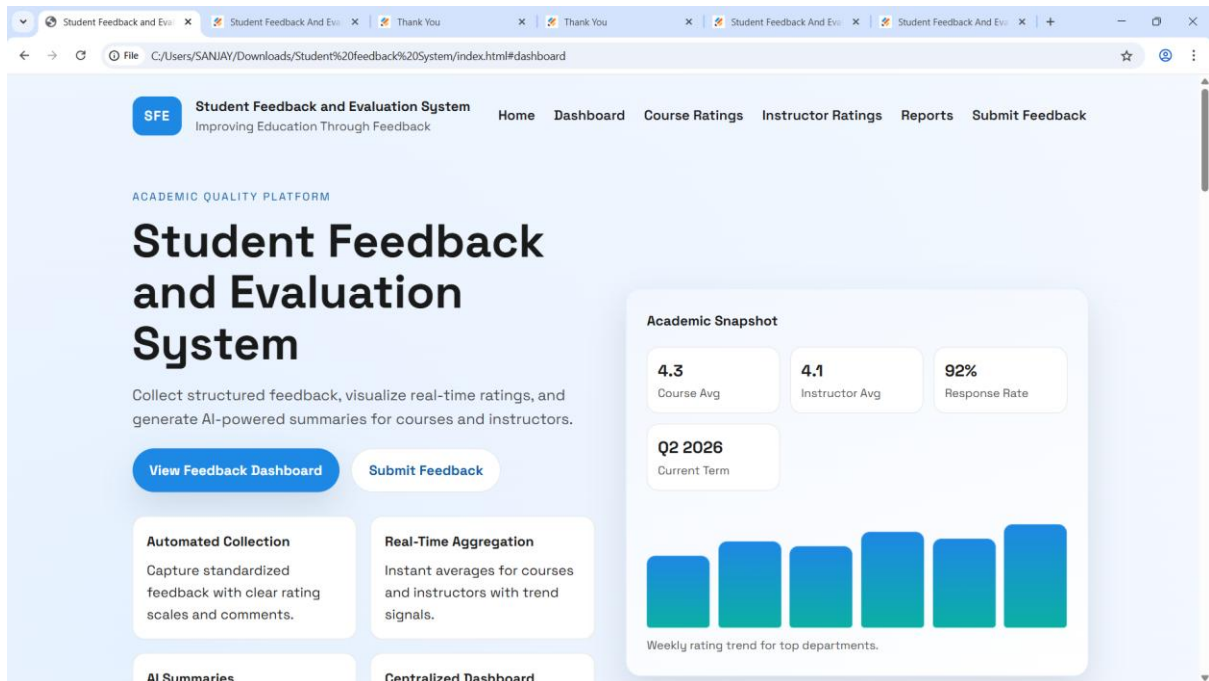 Student Feedback and Eval
Student Feedback And Eva
Thank You
Thank You
Student Feedback And Eva
Student Feedback And Eva
File C:/Users/SANJAY/Downloads/Student%20feedback%20System/index.html#dashboard
SFE
Student Feedback and Evaluation System
Improving Education Through Feedback
Home Dashboard Course Ratings Instructor Ratings Reports Submit Feedback
ACADEMIC QUALITY PLATFORM
Student Feedback
and Evaluation
System
Collect structured feedback, visualize real-time ratings, and
generate AI-powered summaries for courses and instructors.
View Feedback Dashboard
Submit Feedback
Automated Collection
Capture standardized
feedback with clear rating
scales and comments.
Real-Time Aggregation
Instant averages for courses
and instructors with trend
signals.
AI Summaries
Centralized Dashboard
Academic Snapshot
4.3
Course Avg
4.1
Instructor Avg
92%
Response Rate
Q2 2026
Current Term
Weekly rating trend for top departments.